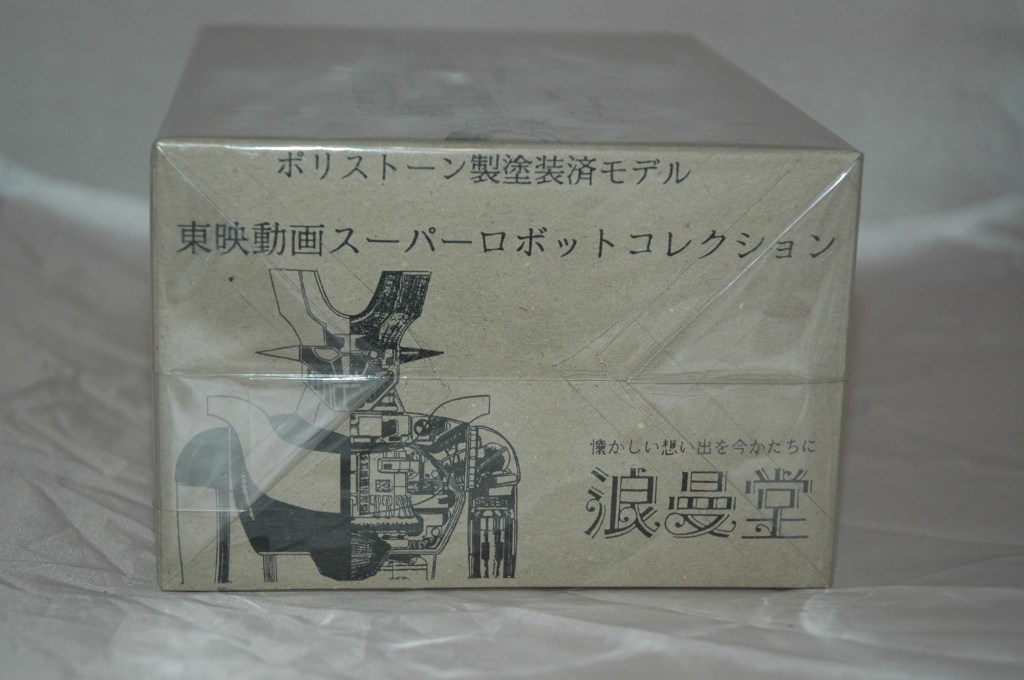 ポリストーン製塗装済モデル
東映動画スーパーロボットコレクション
懐かしい想い出を今かたちに
浪曼堂